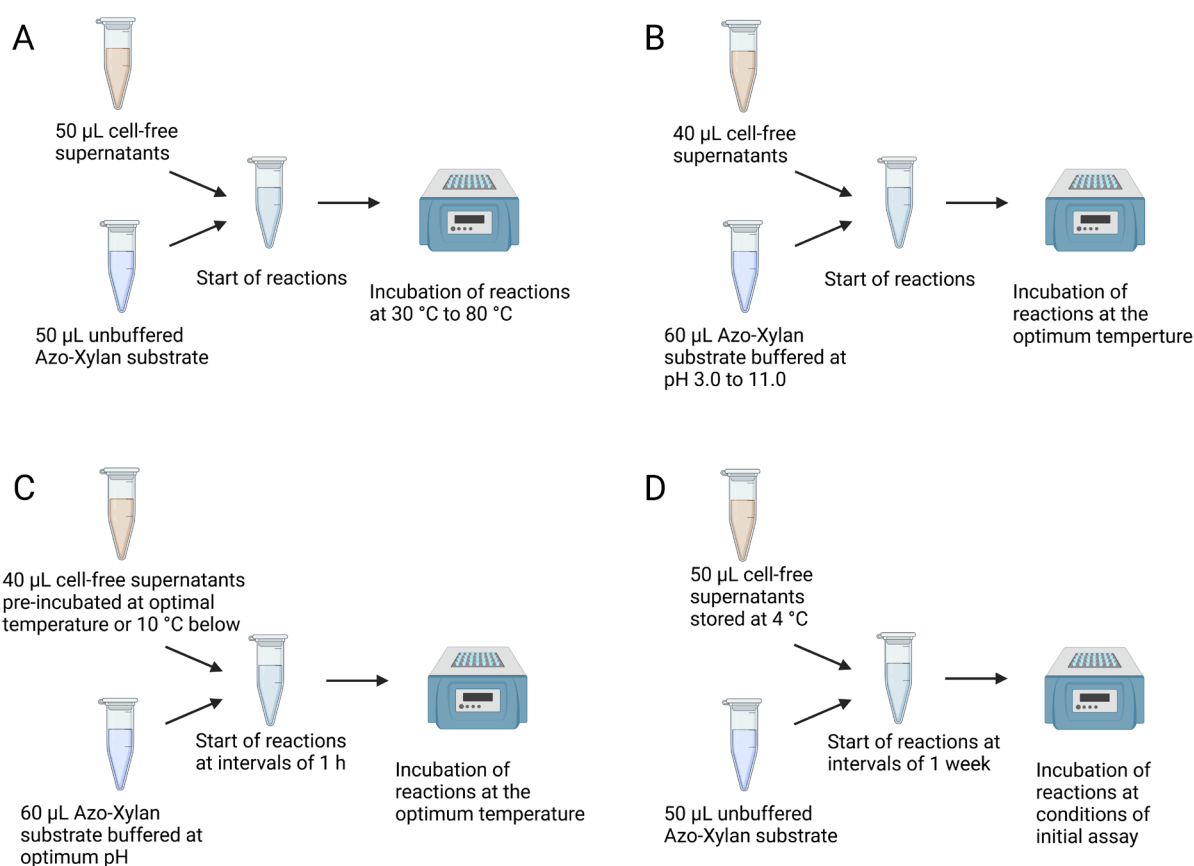 A
50 µL cell-free
supernatants
50 µL unbuffered
Azo-Xylan substrate
Start of reactions
Incubation of reactions
at 30 °C to 80 °C
B
40 µL cell-free
supernatants
60 µL Azo-Xylan
substrate buffered at
pH 3.0 to 11.0
Start of reactions
Incubation of
reactions at the
optimum temperture
C
40 µL cell-free supernatants
pre-incubated at optimal
temperature or 10 °C below
60 µL Azo-Xylan
substrate buffered at
optimum pH
Start of reactions
at intervals of 1 h
Incubation of
reactions at the
optimum temperature
D
50 µL cell-free
supernatants
stored at 4 °C
50 µL unbuffered
Azo-Xylan substrate
Start of reactions at
intervals of 1 week
Incubation of
reactions at
conditions of
initial assay